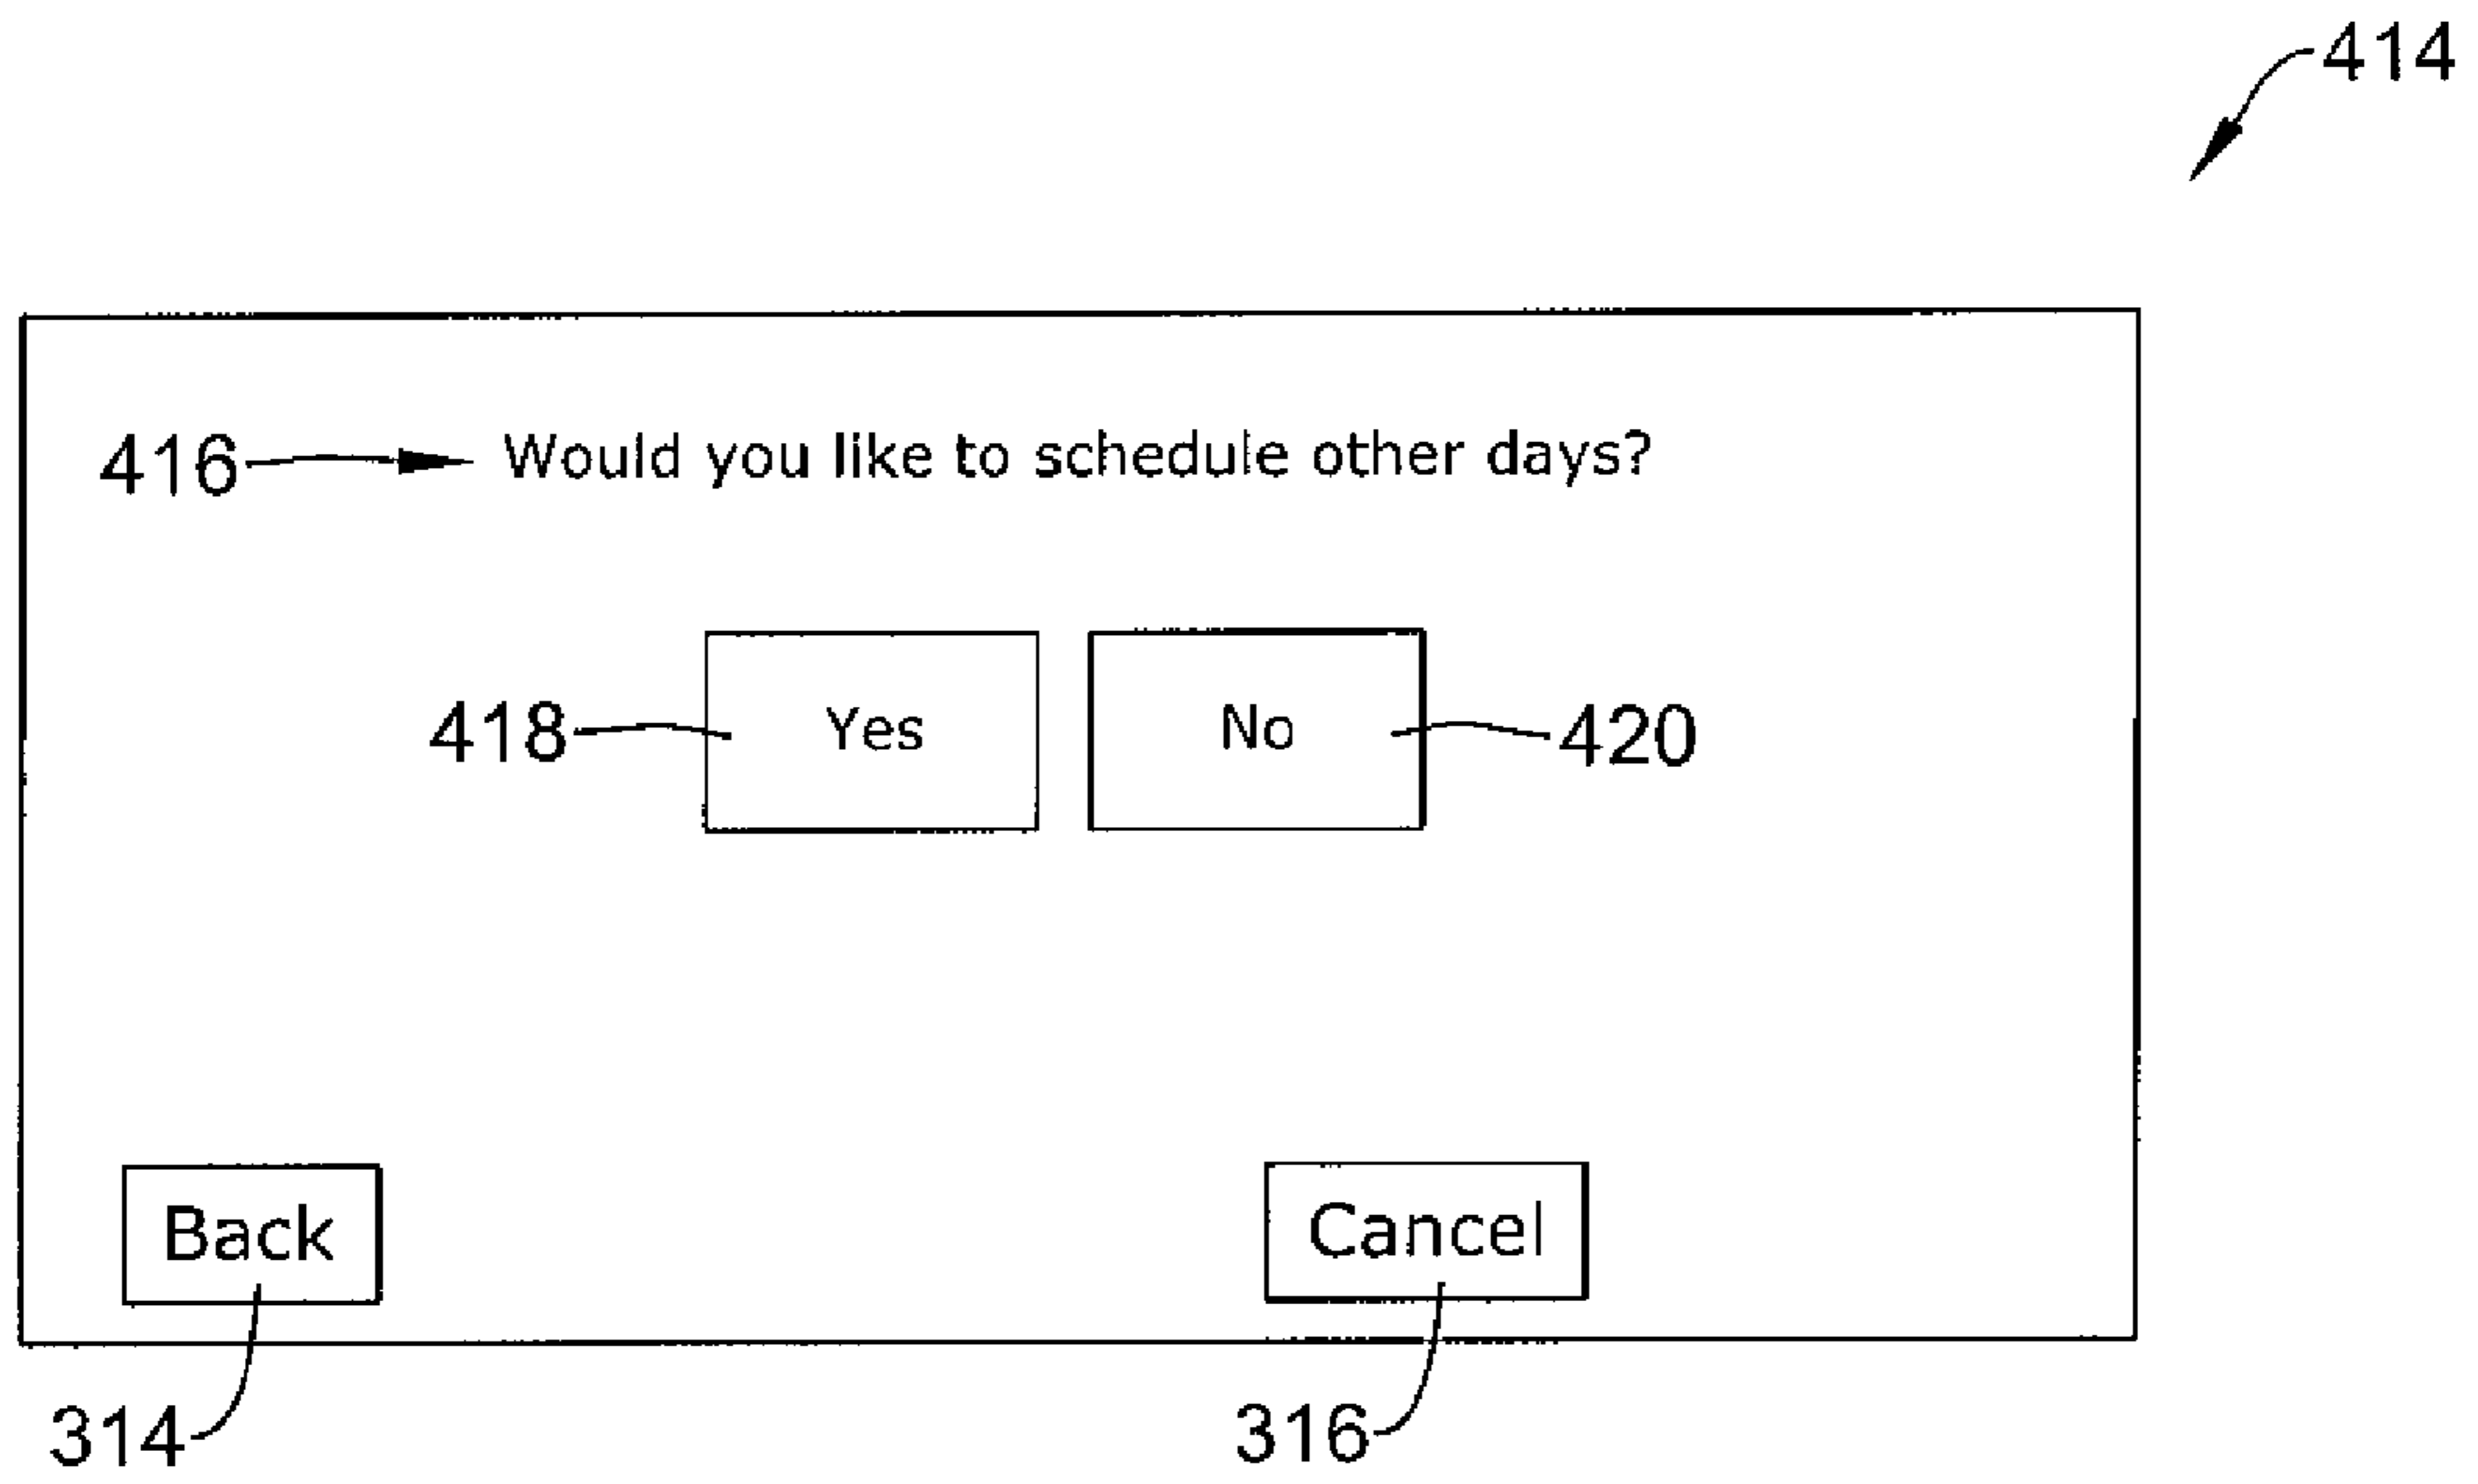 414
416 Would you like to schedule other days?
418 Yes No 420
Back Cancel
314 316